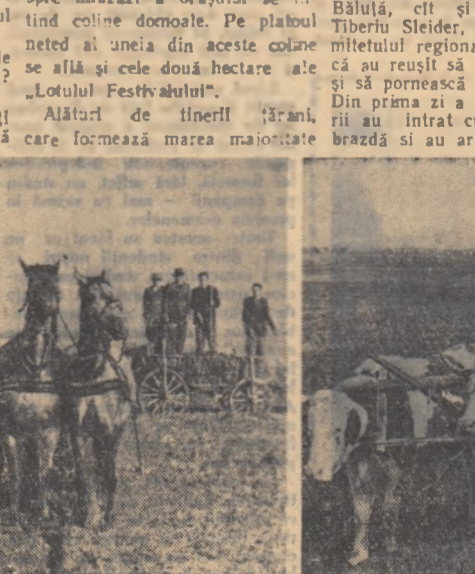 tind coline domoale. Pe platoul
neted al uneia din aceste coline
se află și cele două hectare ale
„Lotulul Festivalului".
Alături de tinerii țărani,
care formează marea majoritate
Băluță, cît și
Tiberiu Sleider,
mitetului regiona
că au reușit să
și să pornească
Din prima zi a
rii au intrat cu
brazdă si au ar